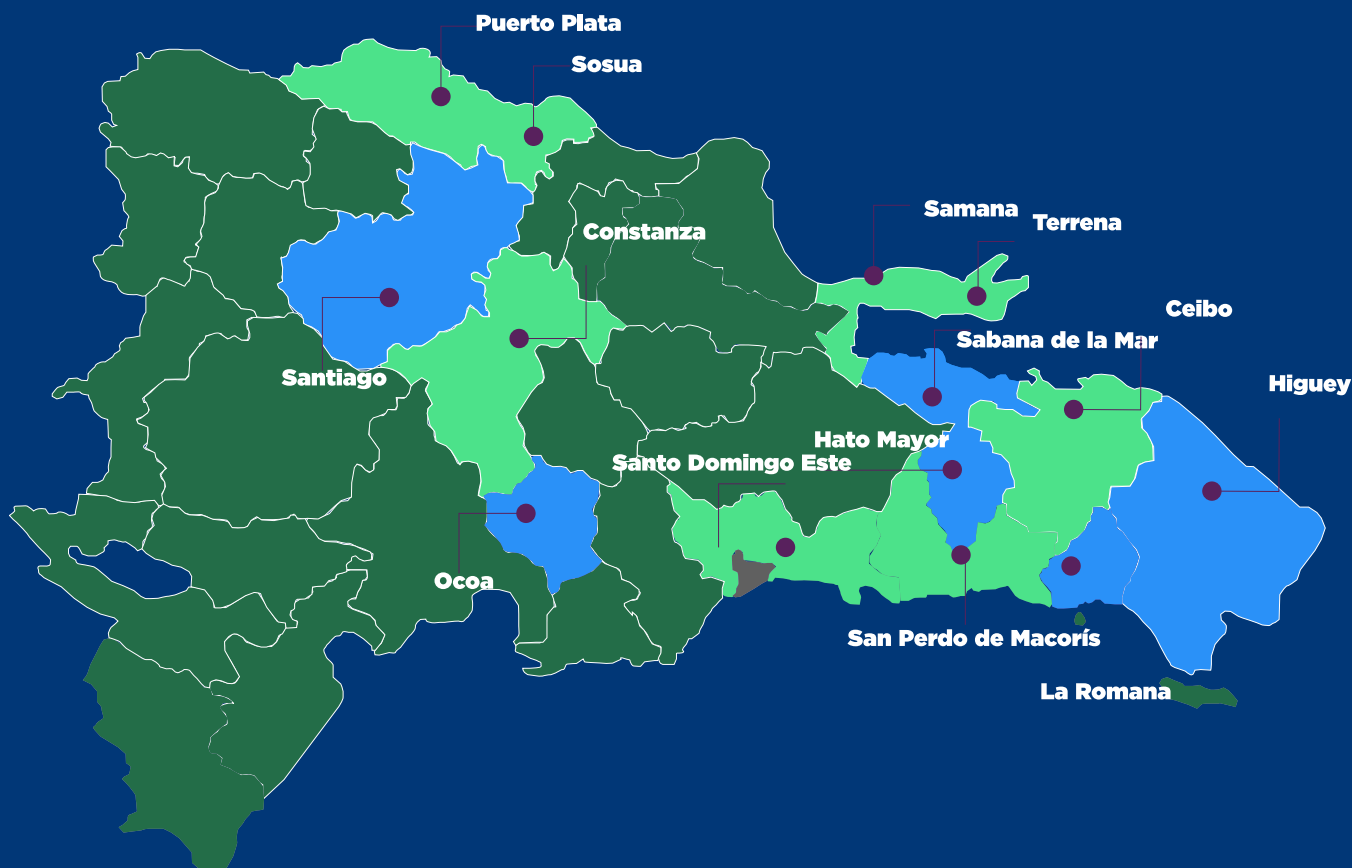 Puerto Plata
Sosua
Samana
Terrena
Constanza
Ceibo
Sabana de la Mar
Santiago
Higuey
Hato Mayor
Santo Domingo Este
Ocoa
San Perdo de Macorís
La Romana